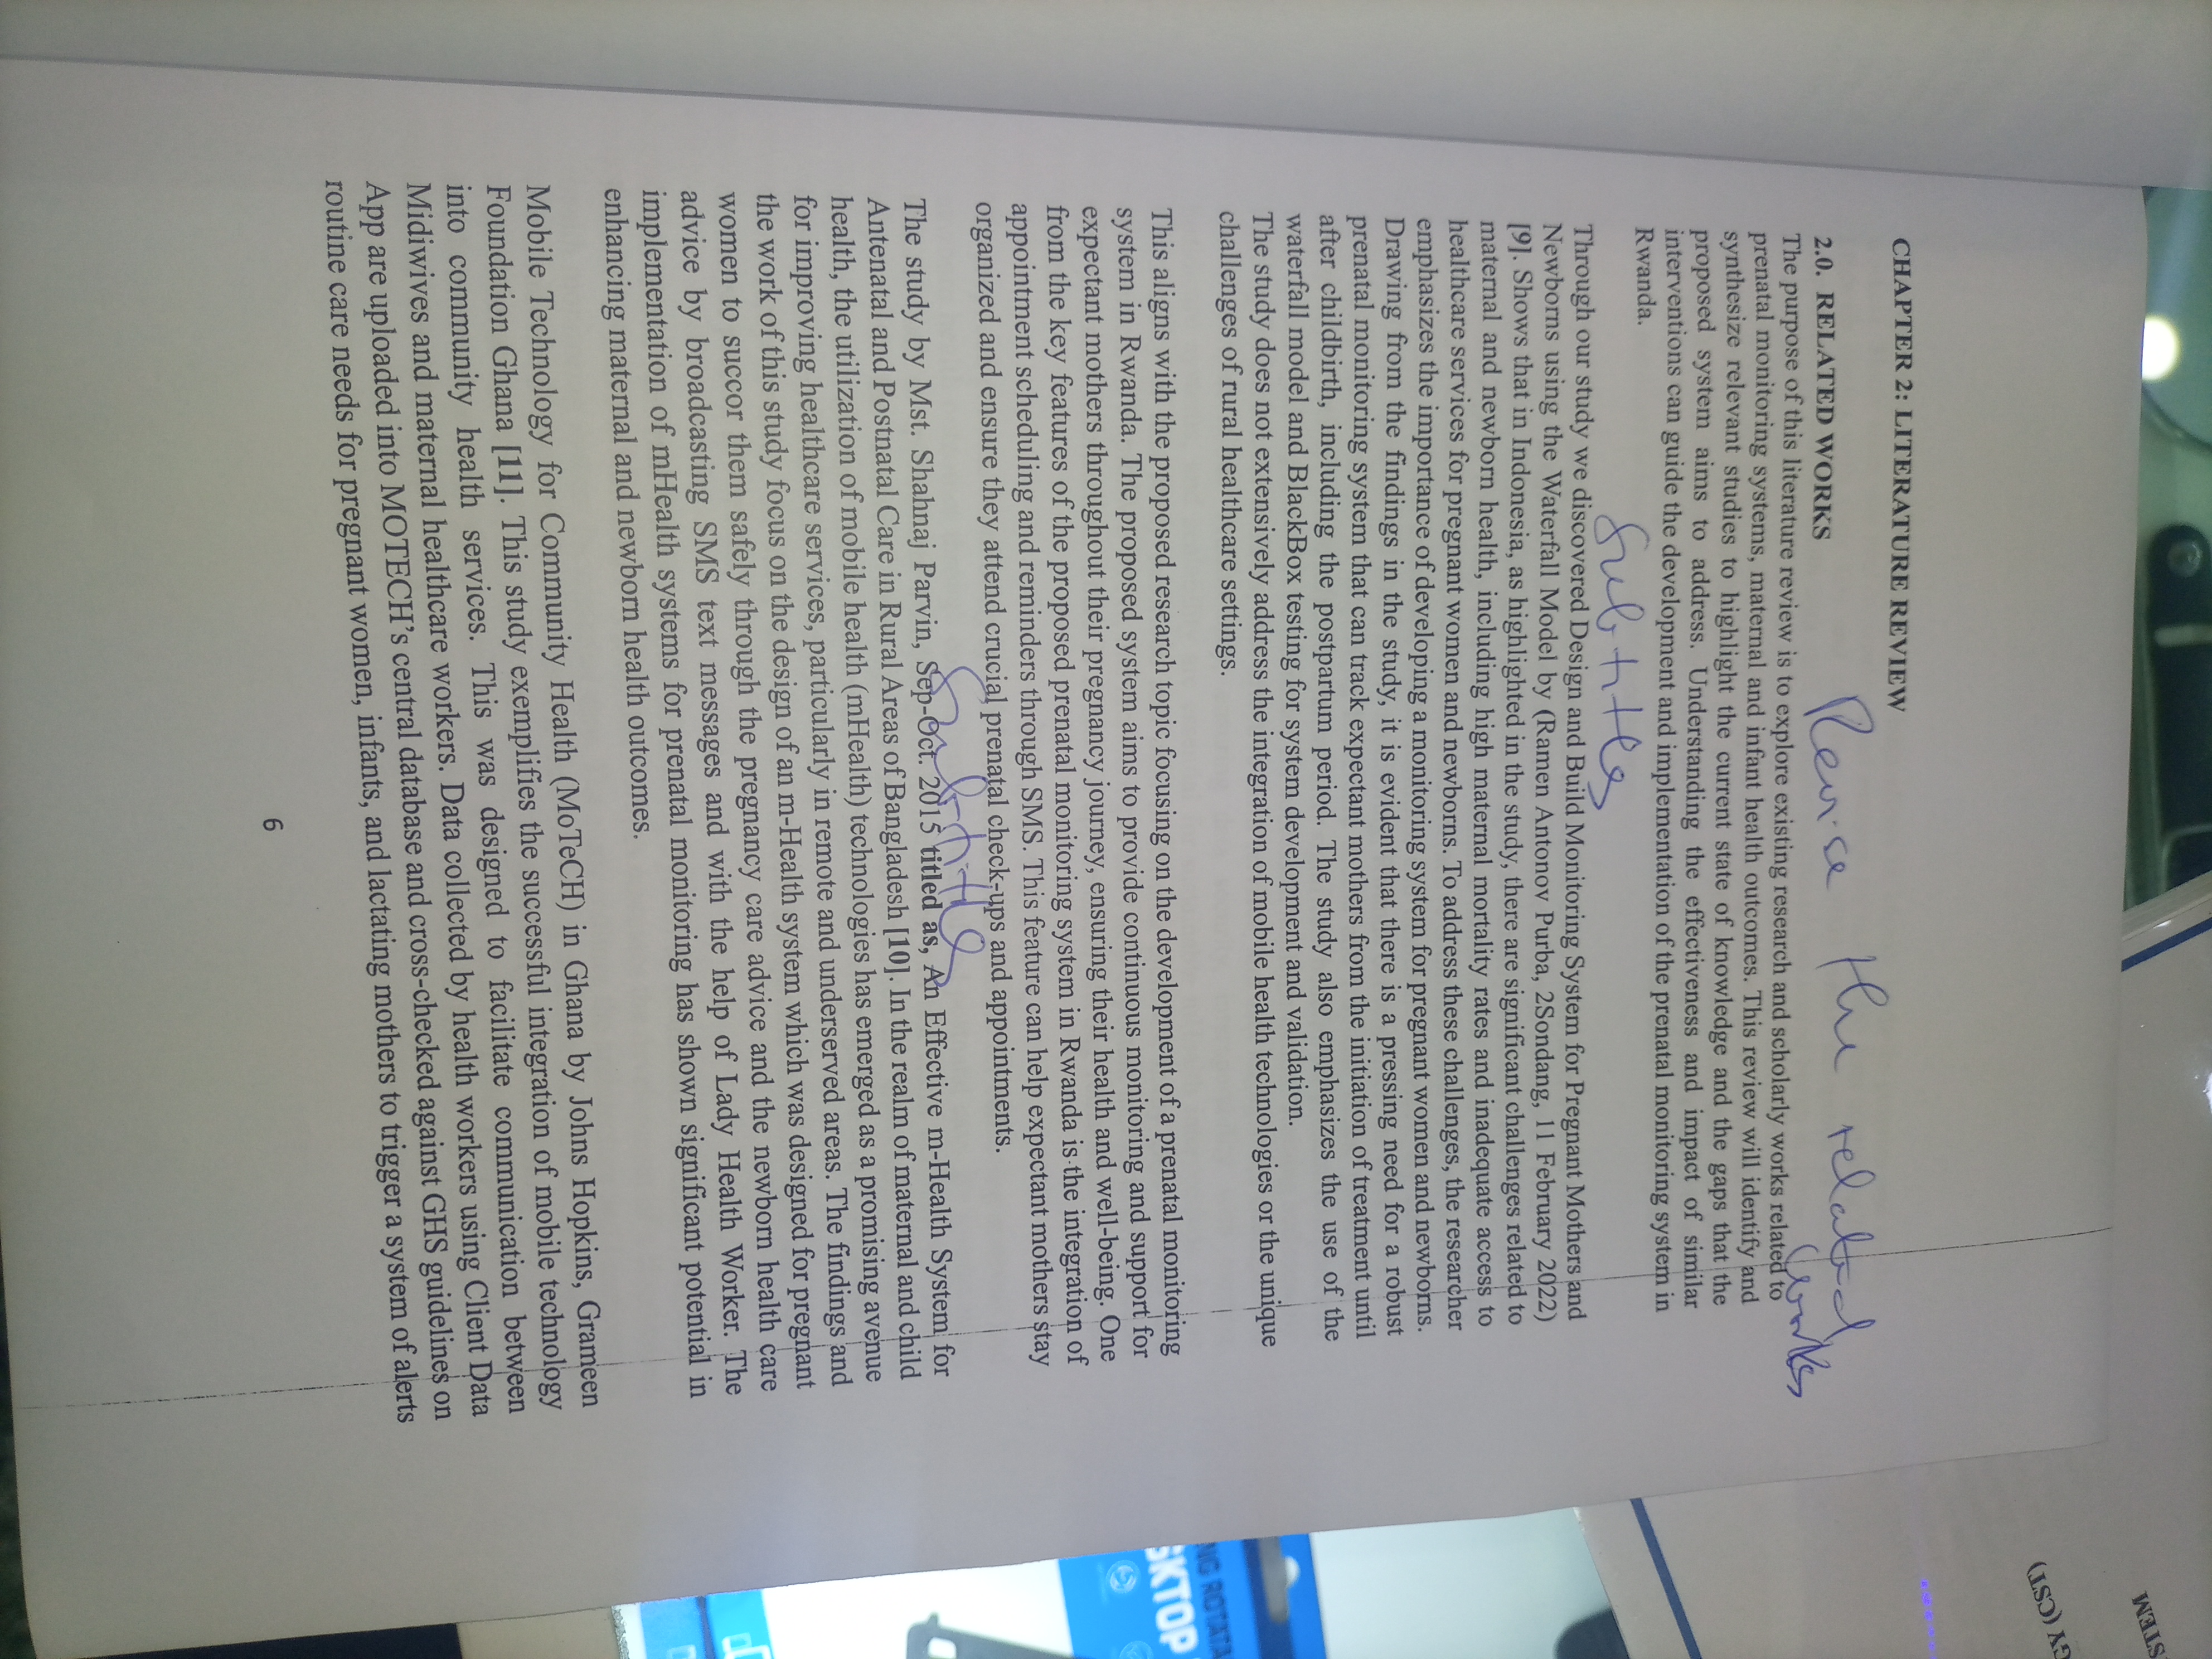 STEM
GY (CST)
CHAPTER 2: LITERATURE REVIEW
Revise the related
works
2.0. RELATED WORKS
The purpose of this literature review is to explore existing research and scholarly works related to
prenatal monitoring systems, maternal and infant health outcomes. This review will identify and
synthesize relevant studies to highlight the current state of knowledge and the gaps that the
proposed system aims to address. Understanding the effectiveness and impact of similar
interventions can guide the development and implementation of the prenatal monitoring system in
Rwanda.
Subtitles
Through our study we discovered Design and Build Monitoring System for Pregnant Mothers and
Newborns using the Waterfall Model by (Ramen Antonov Purba, 2Sondang, 11 February 2022)
[9]. Shows that in Indonesia, as highlighted in the study, there are significant challenges related to
maternal and newborn health, including high maternal mortality rates and inadequate access to
healthcare services for pregnant women and newborns. To address these challenges, the researcher
emphasizes the importance of developing a monitoring system for pregnant women and newborns.
Drawing from the findings in the study, it is evident that there is a pressing need for a robust
prenatal monitoring system that can track expectant mothers from the initiation of treatment until
after childbirth, including the postpartum period. The study also emphasizes the use of the
waterfall model and BlackBox testing for system development and validation.
The study does not extensively address the integration of mobile health technologies or the unique
challenges of rural healthcare settings.
This aligns with the proposed research topic focusing on the development of a prenatal monitoring
system in Rwanda. The proposed system aims to provide continuous monitoring and support for
expectant mothers throughout their pregnancy journey, ensuring their health and well-being. One
from the key features of the proposed prenatal monitoring system in Rwanda is the integration of
appointment scheduling and reminders through SMS. This feature can help expectant mothers stay
organized and ensure they attend crucial prenatal check-ups and appointments.
Subtitle
The study by Mst. Shahnaj Parvin, Sep-Oct. 2015 titled as, An Effective m-Health System for
Antenatal and Postnatal Care in Rural Areas of Bangladesh [10]. In the realm of maternal and child
health, the utilization of mobile health (mHealth) technologies has emerged as a promising avenue
for improving healthcare services, particularly in remote and underserved areas. The findings and
the work of this study focus on the design of an m-Health system which was designed for pregnant
women to succor them safely through the pregnancy care advice and the newborn health care
advice by broadcasting SMS text messages and with the help of Lady Health Worker. The
implementation of mHealth systems for prenatal monitoring has shown significant potential in
enhancing maternal and newborn health outcomes.
Mobile Technology for Community Health (MoTeCH) in Ghana by Johns Hopkins, Grameen
Foundation Ghana [11]. This study exemplifies the successful integration of mobile technology
into community health services. This was designed to facilitate communication between
Midiwives and maternal healthcare workers. Data collected by health workers using Client Data
App are uploaded into MOTECH's central database and cross-checked against GHS guidelines on
routine care needs for pregnant women, infants, and lactating mothers to trigger a system of alerts
6
NG ROTATA
SKTOP